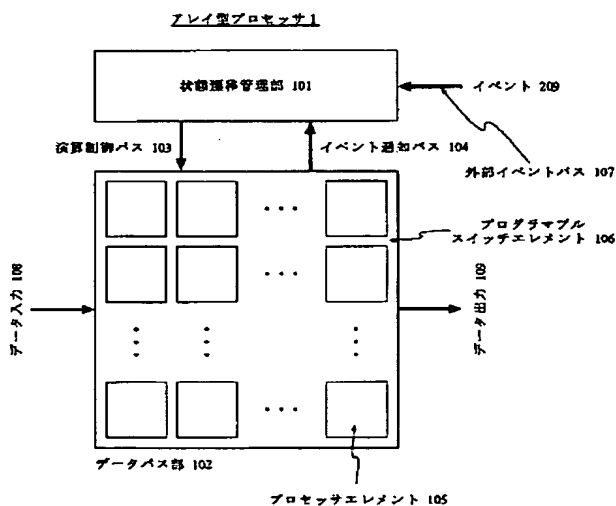 アレイ型プロセッサ1
状態遷移管理部 101
イベント 209
演算制御バス 103
イベント通知バス 104
外部イベントバス 107
プログラマブル
スイッチエレメント 106
データ入力 108
データ出力 109
データパス部 102
プロセッサエレメント 105